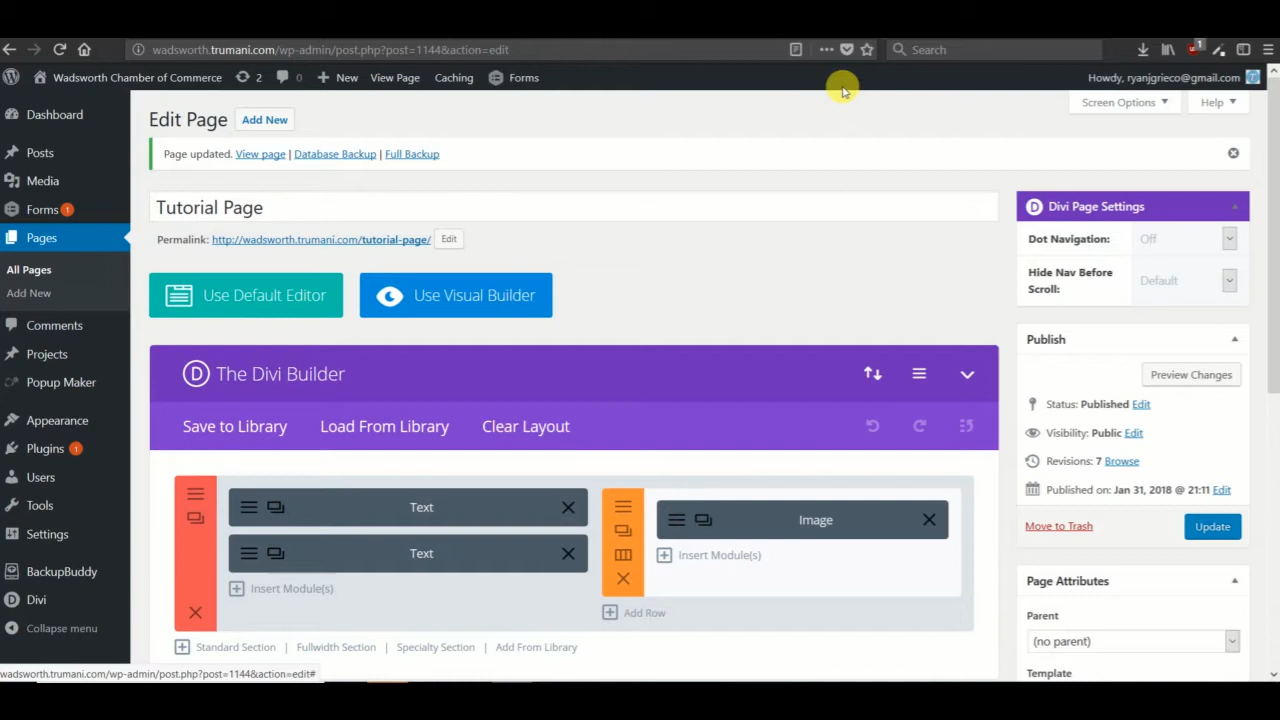 wadsworth.trumani.com/wp-admin/post.php?post=1144&action=edit
Search
1
Wadsworth Chamber of Commerce 2 0 New View Page Caching Forms
Howdy, ryanjgrieco@gmail.com
Screen Options
Help
Dashboard
Posts
Media
Forms 1
Pages
All Pages
Add New
Comments
Projects
Popup Maker
Appearance
Plugins 1
Users
Tools
Settings
BackupBuddy
Divi
Collapse menu
Edit Page Add New
Page updated. View page | Database Backup | Full Backup
Tutorial Page
Permalink: http://wadsworth.trumani.com/tutorial-page/ Edit
Use Default Editor
Use Visual Builder
D The Divi Builder
Save to Library Load From Library Clear Layout
Text
Text
Insert Module(s)
Image
Insert Module(s)
Add Row
Standard Section | Fullwidth Section | Specialty Section | Add From Library
D Divi Page Settings
Dot Navigation: Off
Hide Nav Before Scroll: Default
Publish
Preview Changes
Status: Published Edit
Visibility: Public Edit
Revisions: 7 Browse
Published on: Jan 31, 2018 @ 21:11 Edit
Move to Trash
Update
Page Attributes
Parent
(no parent)
Template
wadsworth.trumani.com/wp-admin/post.php?post=1144&action=edit#